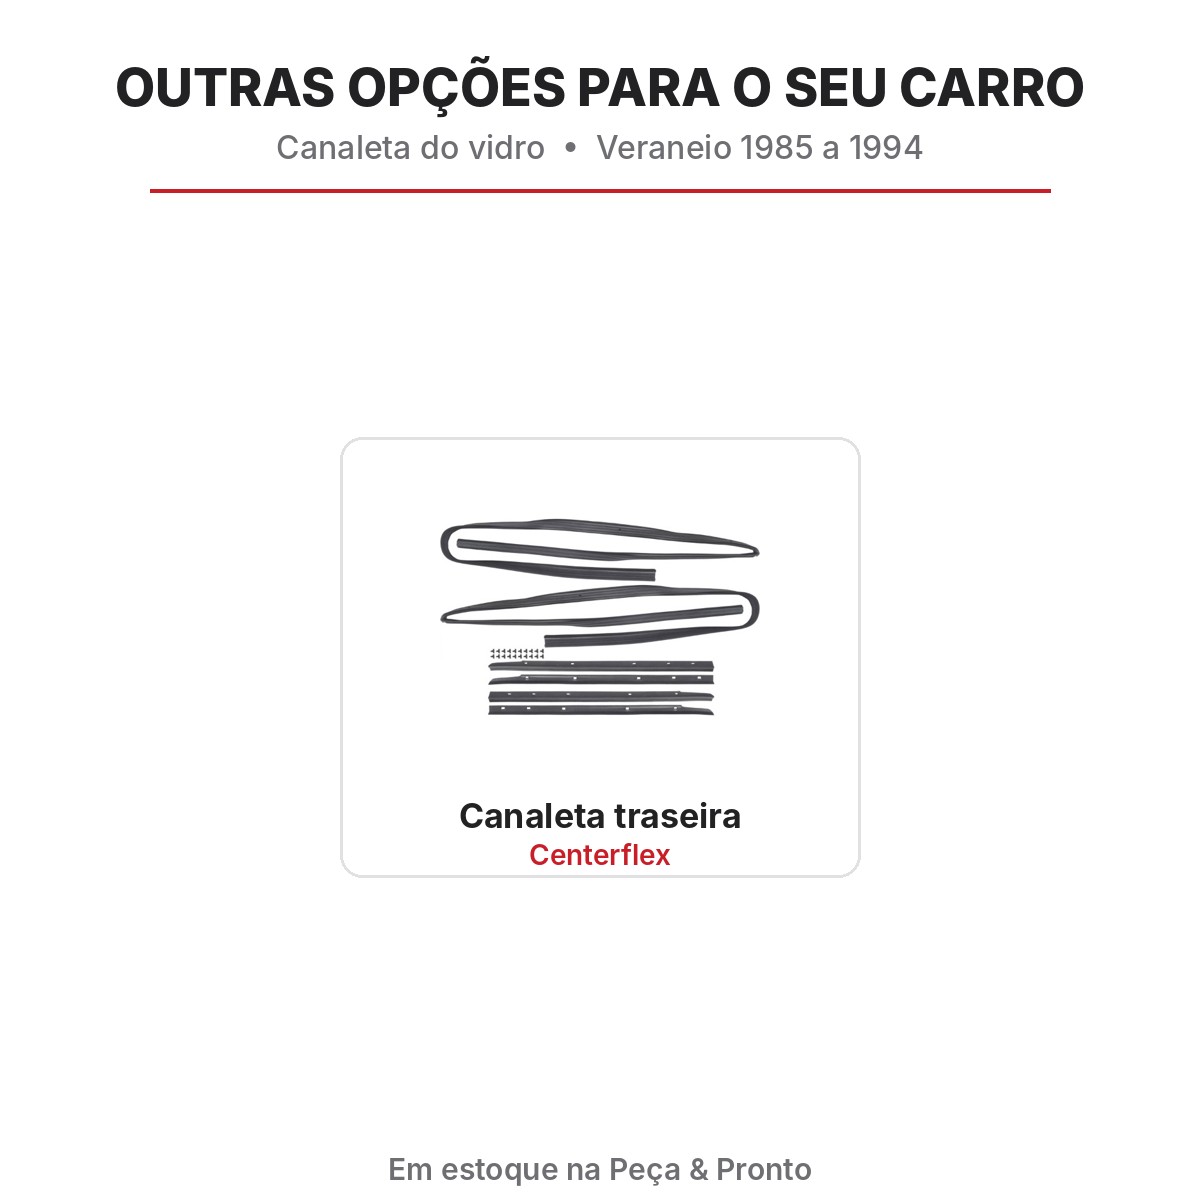 OUTRAS OPÇÕES PARA O SEU CARRO
Canaleta do vidro • Veraneio 1985 a 1994
Canaleta traseira
Centerflex
Em estoque na Peça & Pronto